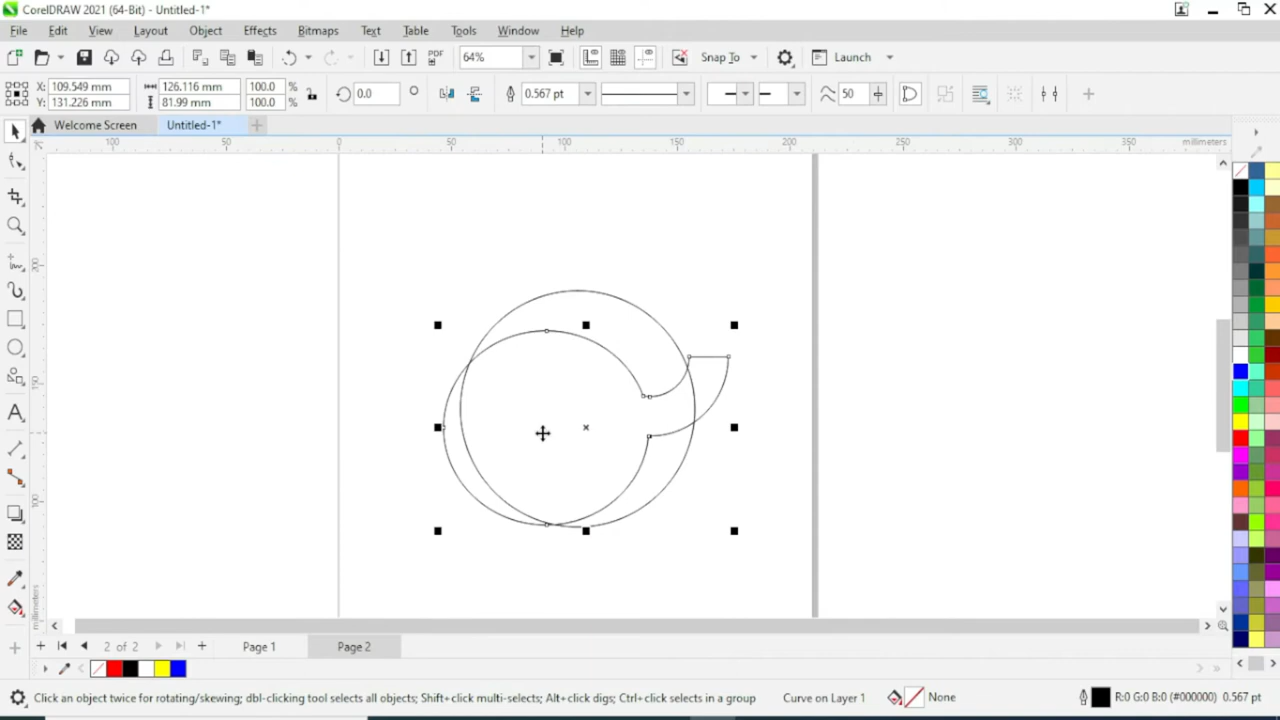 CorelDRAW 2021 (64-Bit) - Untitled-1*
File Edit View Layout Object Effects Bitmaps Text Table Tools Window Help
PDF 64% Snap To Launch
X: 109.549 mm 126.116 mm 100.0 % 0.0 0.567 pt 50
Y: 131.226 mm 81.99 mm 100.0 %
Welcome Screen Untitled-1*
100 50 0 50 100 150 200 250 300 350 millimeters
200
150
100
millimeters
2 of 2 Page 1 Page 2
Click an object twice for rotating/skewing; dbl-clicking tool selects all objects; Shift+click multi-selects; Alt+click digs; Ctrl+click selects in a group Curve on Layer 1 None R:0 G:0 B:0 (#000000) 0.567 pt